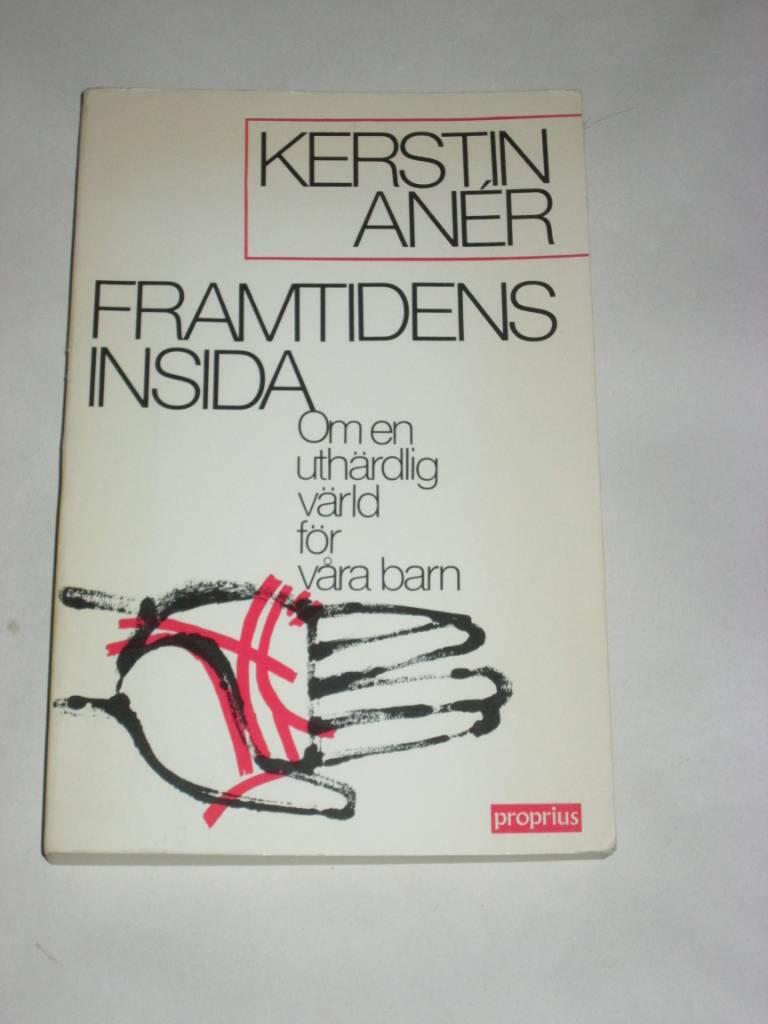 KERSTIN
ANÉR
FRAMTIDENS
INSIDA
Om en
uthärdlig
värld
för
våra barn
proprius